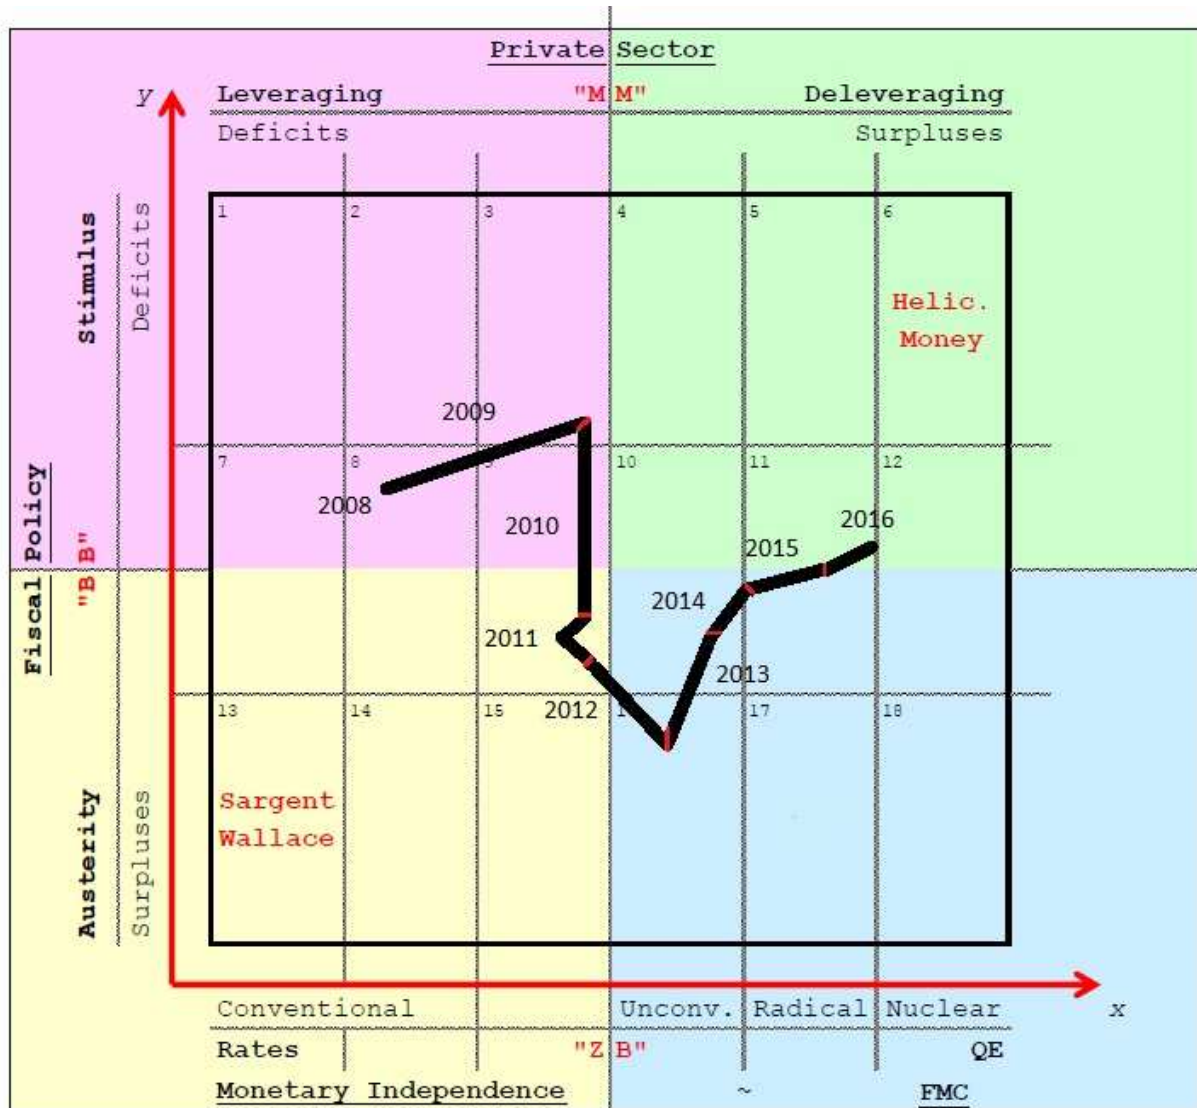 Private Sector
y Leveraging "M M" Deleveraging
Deficits Surpluses
1 2 3 4 5 6
Stimulus
Deficits
Helic.
Money
2009
7 8 9 10 11 12
2008
2010
2016
2015
Fiscal Policy
"B B"
2014
2011
2013
13 14 15 2012 1 17 18
Austerity
Surpluses
Sargent
Wallace
Conventional Unconv. Radical Nuclear x
Rates "Z B" QE
Monetary Independence ~ FMC